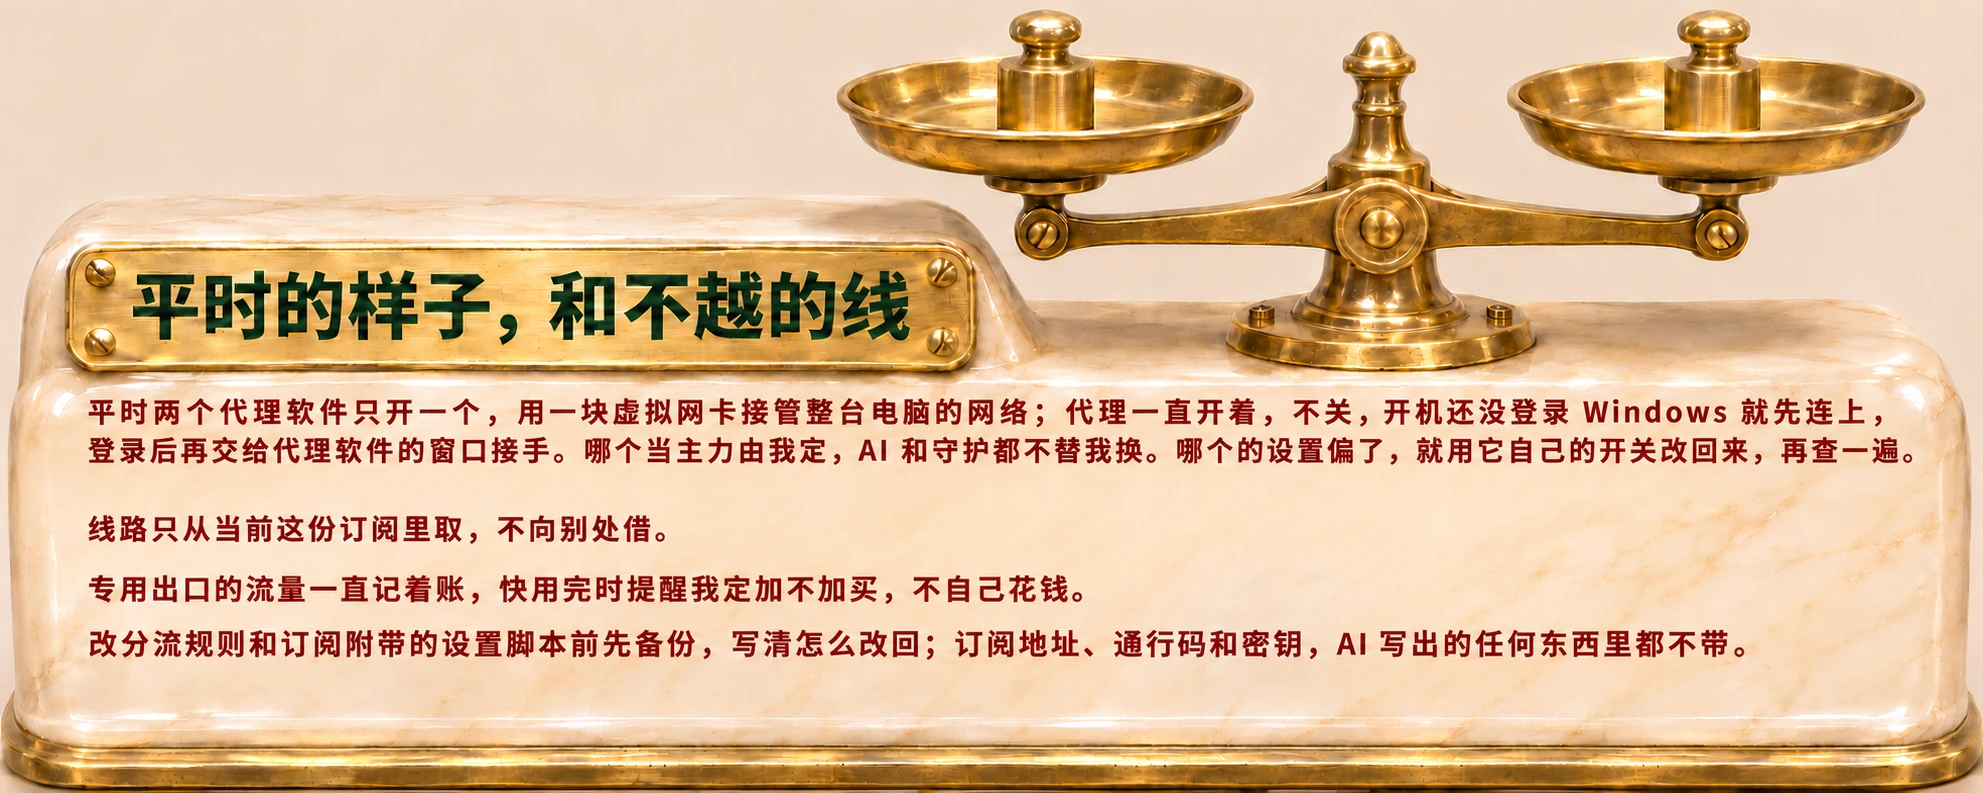 平时的样子，和不越的线
平时两个代理软件只开一个，用一块虚拟网卡接管整台电脑的网络；代理一直开着，不关，开机还没登录 Windows 就先连上，
登录后再交给代理软件的窗口接手。哪个当主力由我定，AI 和守护都不替我换。哪个的设置偏了，就用它自己的开关改回来，再查一遍。
线路只从当前这份订阅里取，不向别处借。
专用出口的流量一直记着账，快用完时提醒我定加不加买，不自己花钱。
改分流规则和订阅附带的设置脚本前先备份，写清怎么改回；订阅地址、通行码和密钥，AI 写出的任何东西里都不带。